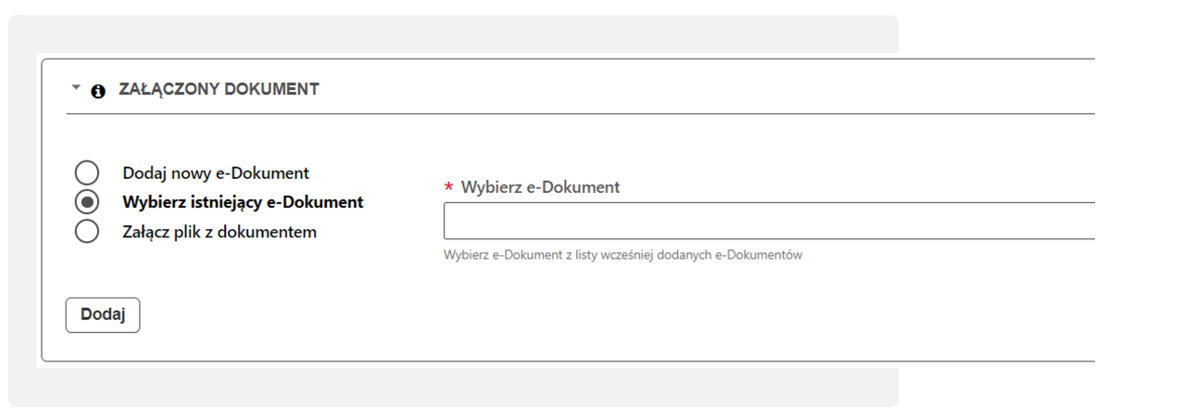 ZAŁĄCZONY DOKUMENT
Dodaj nowy e-Dokument
Wybierz istniejący e-Dokument
Załącz plik z dokumentem
* Wybierz e-Dokument
Wybierz e-Dokument z listy wcześniej dodanych e-Dokumentów
Dodaj